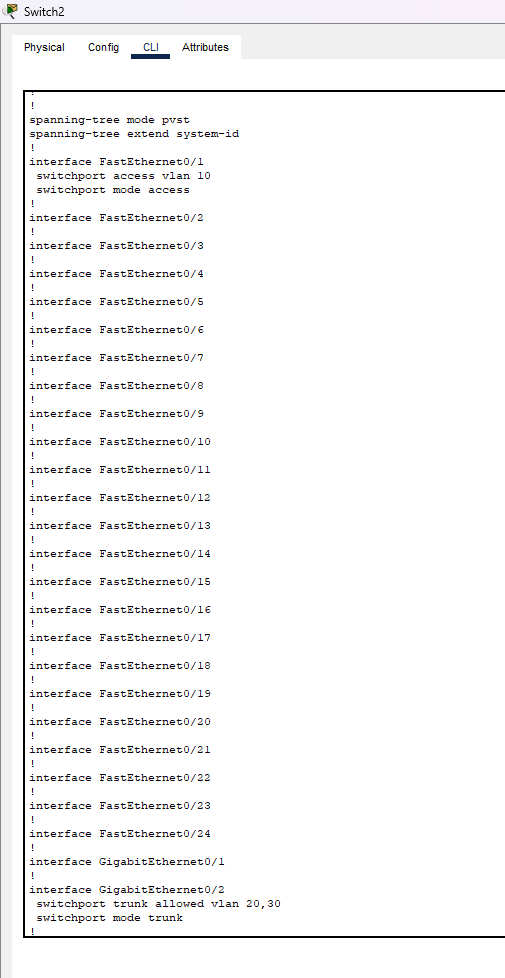 Switch2
Physical Config CLI Attributes
!
!
spanning-tree mode pvst
spanning-tree extend system-id
!
interface FastEthernet0/1
switchport access vlan 10
switchport mode access
!
interface FastEthernet0/2
!
interface FastEthernet0/3
!
interface FastEthernet0/4
!
interface FastEthernet0/5
!
interface FastEthernet0/6
!
interface FastEthernet0/7
!
interface FastEthernet0/8
!
interface FastEthernet0/9
!
interface FastEthernet0/10
!
interface FastEthernet0/11
!
interface FastEthernet0/12
!
interface FastEthernet0/13
!
interface FastEthernet0/14
!
interface FastEthernet0/15
!
interface FastEthernet0/16
!
interface FastEthernet0/17
!
interface FastEthernet0/18
!
interface FastEthernet0/19
!
interface FastEthernet0/20
!
interface FastEthernet0/21
!
interface FastEthernet0/22
!
interface FastEthernet0/23
!
interface FastEthernet0/24
!
interface GigabitEthernet0/1
!
interface GigabitEthernet0/2
switchport trunk allowed vlan 20,30
switchport mode trunk
!